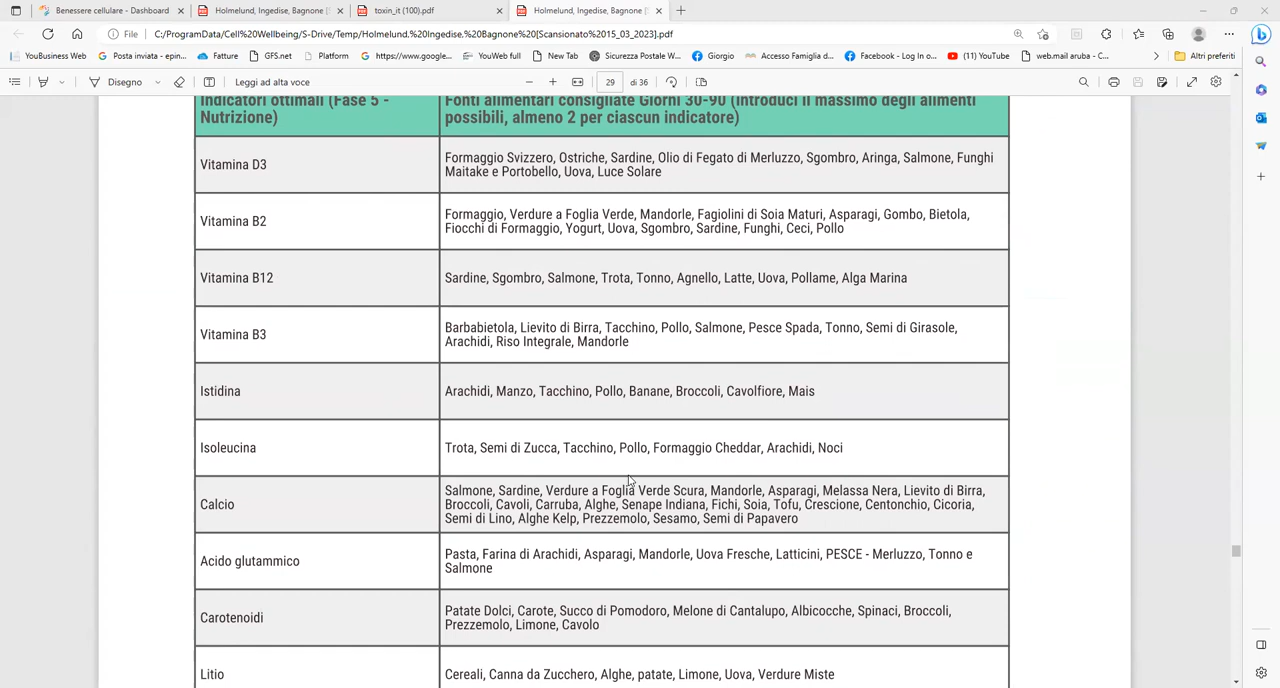 Benessere cellulare - Dashboard
Holmelund, Ingedise, Bagnone [
toxin_it (100).pdf
Holmelund, Ingedise, Bagnone [S
File
C:/ProgramData/Cell%20Wellbeing/S-Drive/Temp/Holmelund,%20Ingedise,%20Bagnone%20[Scansionato%2015_03_2023].pdf
YouBusiness Web
Posta inviata - epin...
Fatture
GFS.net
Platform
https://www.google...
YouWeb full
N
Sicurezza Postale W...
Giorgio
Accesso Famiglia d...
Facebook - Log In o...
(11) YouTube
web.mail aruba - C...
Altri preferiti
Disegno
Leggi ad alta voce
29
di 36
Indicatori ottimali (Fase 5 -
Nutrizione)
Fonti alimentari consigliate Giorni 30-90 (introduci il massimo degli alimenti
possibili, almeno 2 per ciascun indicatore)
Vitamina D3
Formaggio Svizzero, Ostriche, Sardine, Olio di Fegato di Merluzzo, Sgombro, Aringa, Salmone, Funghi
Maitake e Portobello, Uova, Luce Solare
Vitamina B2
Formaggio, Verdure a Foglia Verde, Mandorle, Fagiolini di Soia Maturi, Asparagi, Gombo, Bietola,
Fiocchi di Formaggio, Yogurt, Uova, Sgombro, Sardine, Funghi, Ceci, Pollo
Vitamina B12
Sardine, Sgombro, Salmone, Trota, Tonno, Agnello, Latte, Uova, Pollame, Alga Marina
Vitamina B3
Barbabietola, Lievito di Birra, Tacchino, Pollo, Salmone, Pesce Spada, Tonno, Semi di Girasole,
Arachidi, Riso Integrale, Mandorle
Istidina
Arachidi, Manzo, Tacchino, Pollo, Banane, Broccoli, Cavolfiore, Mais
Isoleucina
Trota, Semi di Zucca, Tacchino, Pollo, Formaggio Cheddar, Arachidi, Noci
Calcio
Salmone, Sardine, Verdure a Foglia Verde Scura, Mandorle, Asparagi, Melassa Nera, Lievito di Birra,
Broccoli, Cavoli, Carruba, Alghe, Senape Indiana, Fichi, Soia, Tofu, Crescione, Centonchio, Cicoria,
Semi di Lino, Alghe Kelp, Prezzemolo, Sesamo, Semi di Papavero
Acido glutammico
Pasta, Farina di Arachidi, Asparagi, Mandorle, Uova Fresche, Latticini, PESCE - Merluzzo, Tonno e
Salmone
Carotenoidi
Patate Dolci, Carote, Succo di Pomodoro, Melone di Cantalupo, Albicocche, Spinaci, Broccoli,
Prezzemolo, Limone, Cavolo
Litio
Cereali, Canna da Zucchero, Alghe, patate, Limone, Uova, Verdure Miste